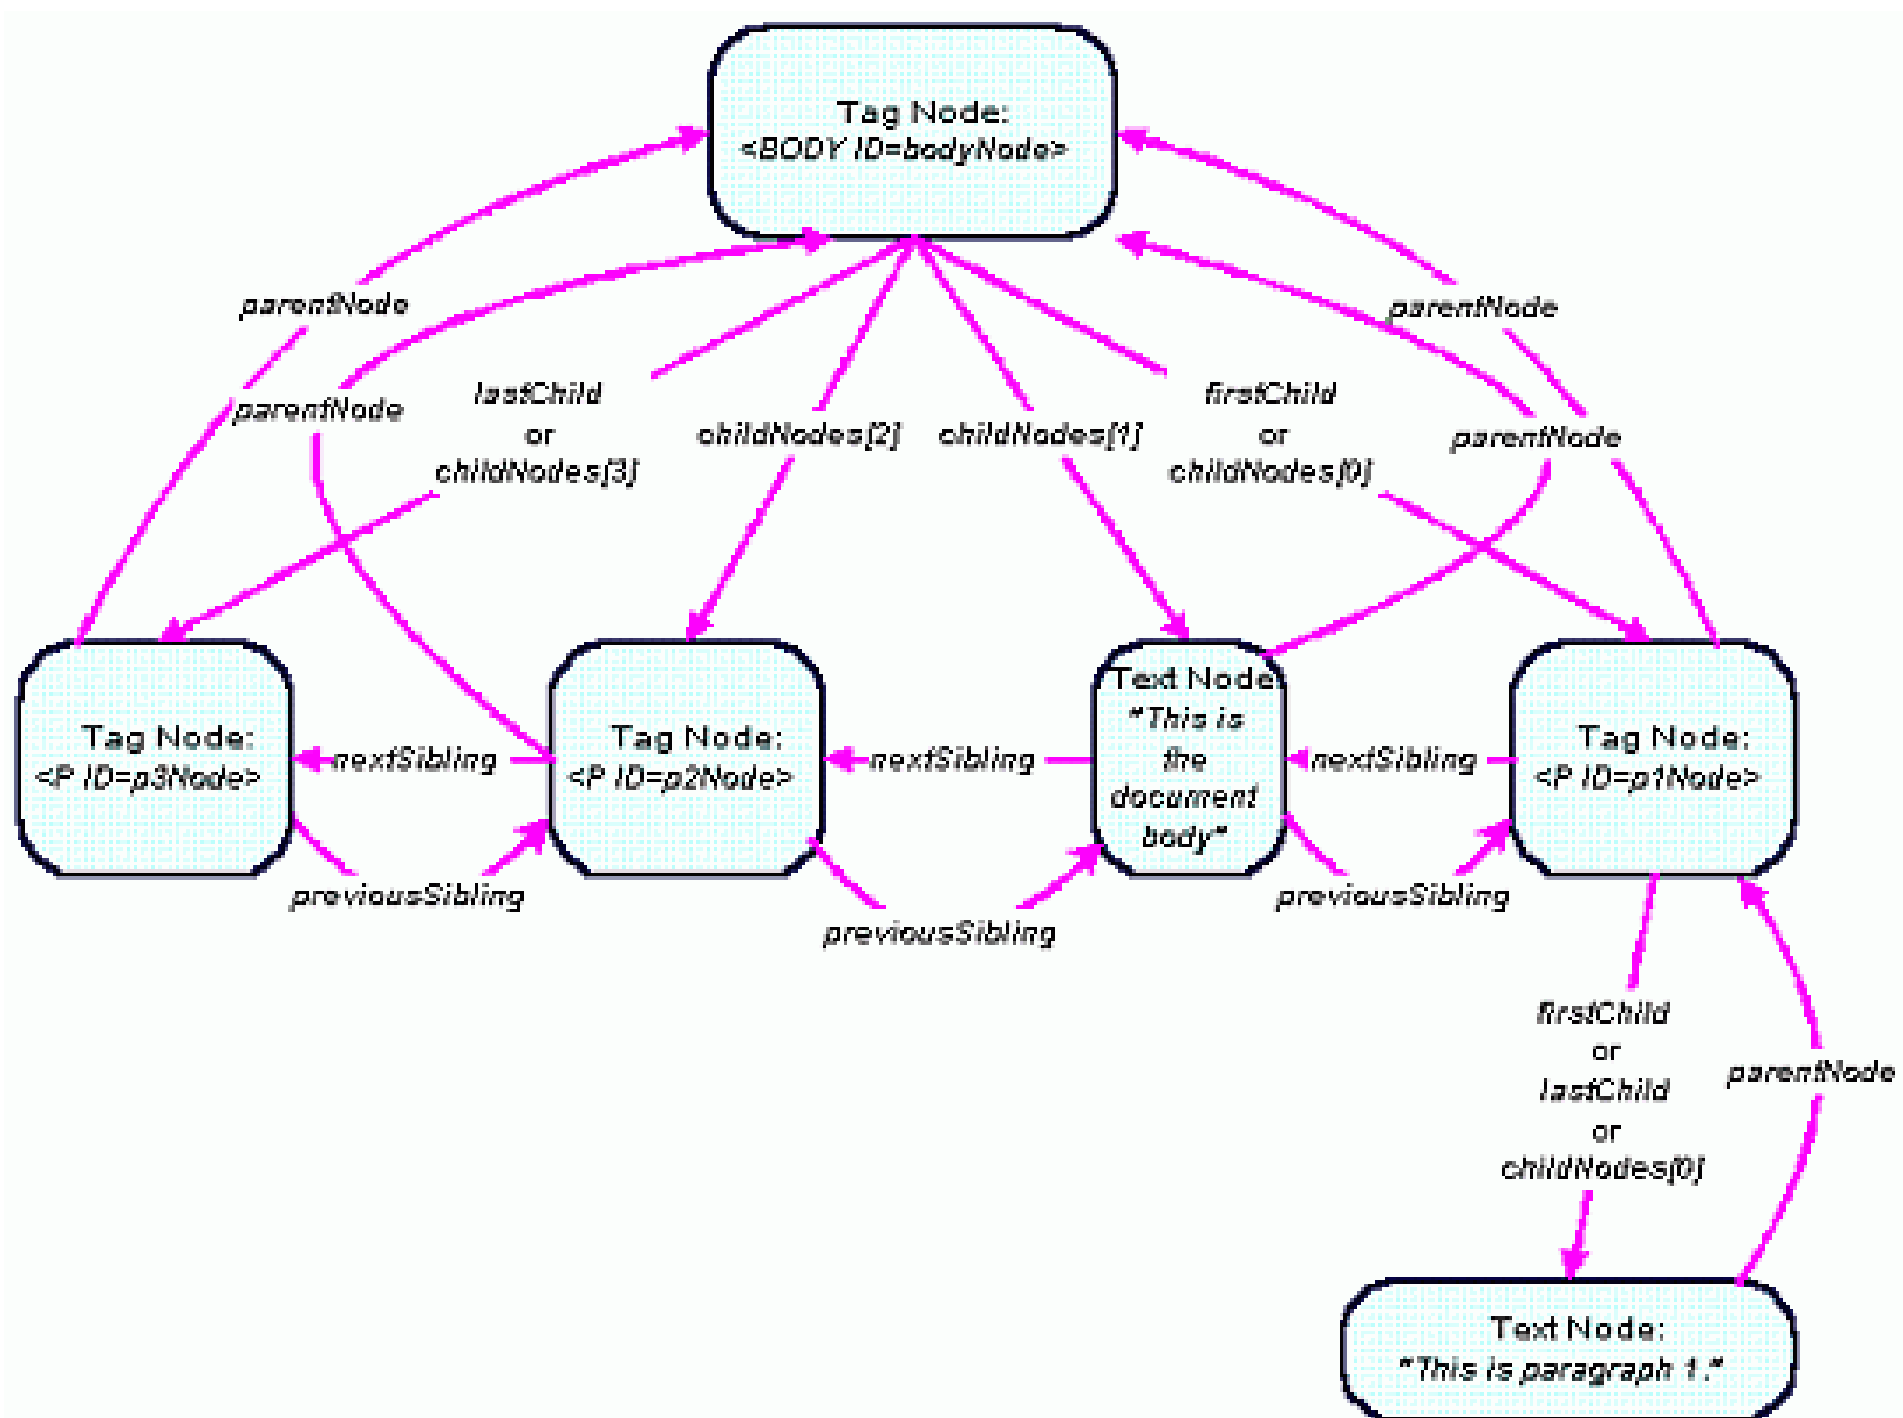 Tag Node:
<BODY ID=bodyNode>
parentNode
parentNode
parentNode
parentNode
lastChild
or
childNodes[3]
childNodes[2]
childNodes[1]
firstChild
or
childNodes[0]
Tag Node:
<P ID=p3Node>
nextSibling
Tag Node:
<P ID=p2Node>
nextSibling
Text Node:
"This is
the
document
body"
nextSibling
Tag Node:
<P ID=p1Node>
previousSibling
previousSibling
previousSibling
firstChild
or
lastChild
or
childNodes[0]
parentNode
Text Node:
"This is paragraph 1."